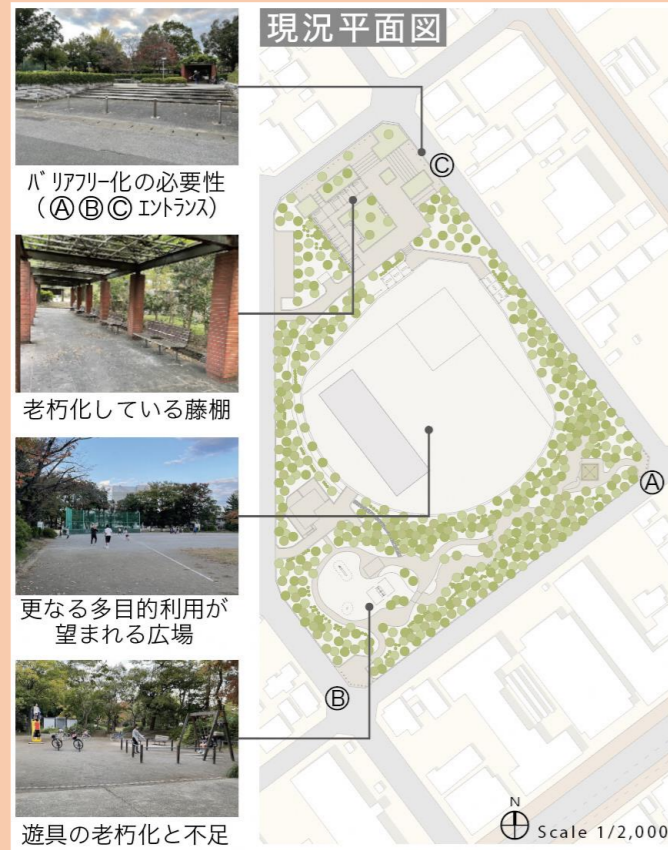 現況平面図
バリアフリー化の必要性
(ⒶⒷⒸエントランス)
老朽化している藤棚
更なる多目的利用が
望まれる広場
遊具の老朽化と不足
Ⓒ
Ⓐ
Ⓑ
N
Scale 1/2,000